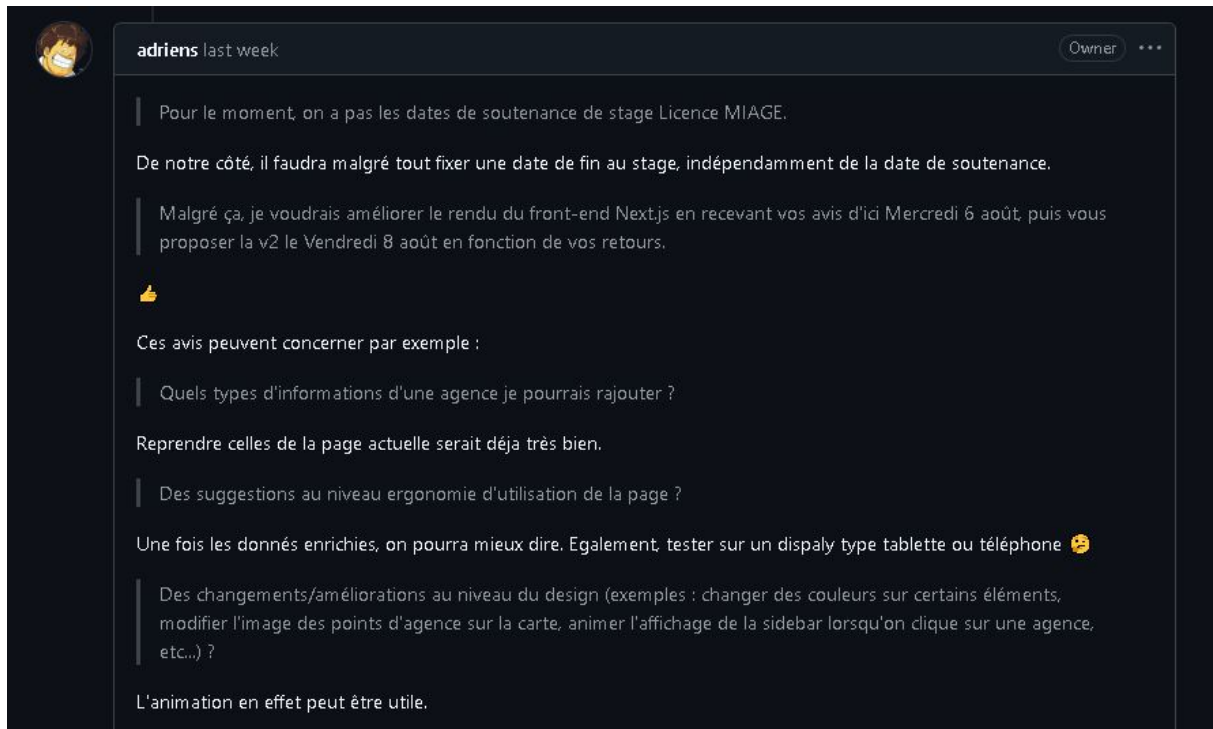 adriens last week
Owner
Pour le moment, on a pas les dates de soutenance de stage Licence MIAGE.
De notre côté, il faudra malgré tout fixer une date de fin au stage, indépendamment de la date de soutenance.
Malgré ça, je voudrais améliorer le rendu du front-end Next.js en recevant vos avis d'ici Mercredi 6 août, puis vous
proposer la v2 le Vendredi 8 août en fonction de vos retours.
👍
Ces avis peuvent concerner par exemple :
Quels types d'informations d'une agence je pourrais rajouter ?
Reprendre celles de la page actuelle serait déja très bien.
Des suggestions au niveau ergonomie d'utilisation de la page ?
Une fois les donnés enrichies, on pourra mieux dire. Egalement, tester sur un dispaly type tablette ou téléphone 🤔
Des changements/améliorations au niveau du design (exemples : changer des couleurs sur certains éléments,
modifier l'image des points d'agence sur la carte, animer l'affichage de la sidebar lorsqu'on clique sur une agence,
etc...) ?
L'animation en effet peut être utile.